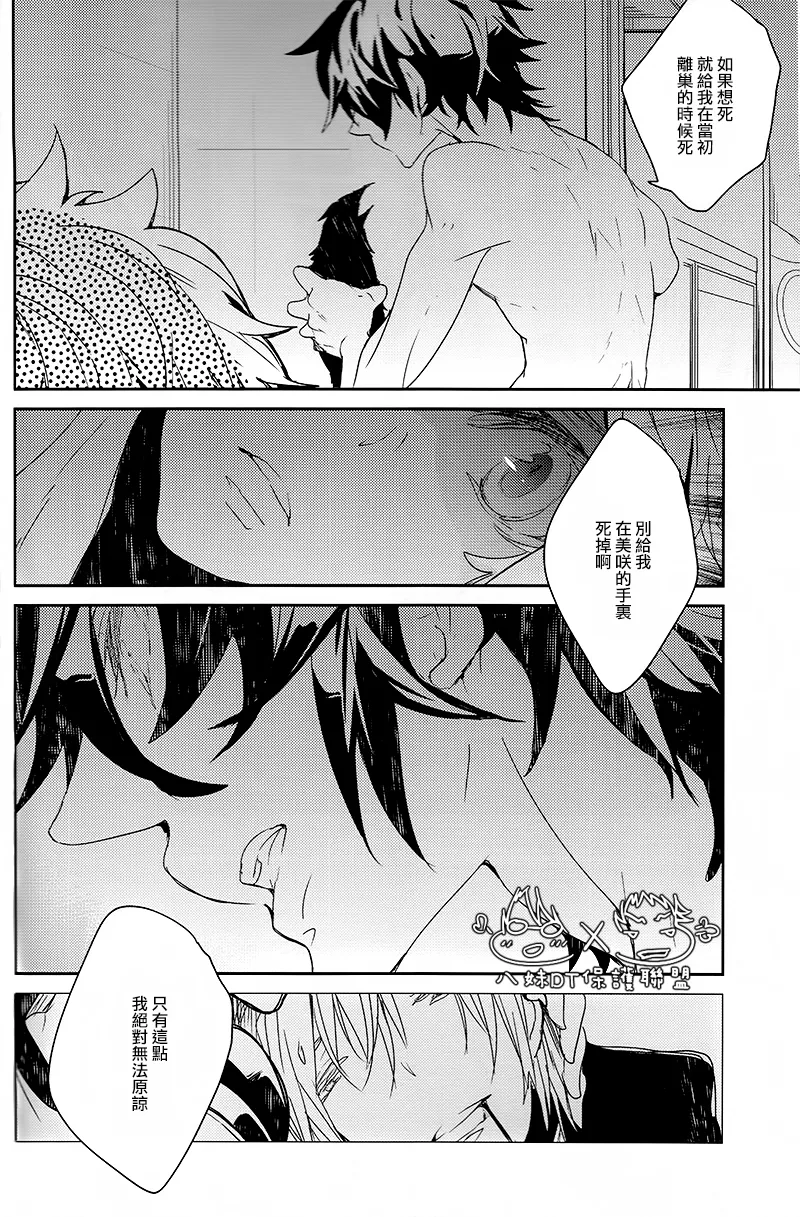 如果想死
就給我在當初
離巢的時候死
別給我
在美咲的手裏
死掉啊
八妹DT保護聯盟
只有這點
我絕對無法原諒